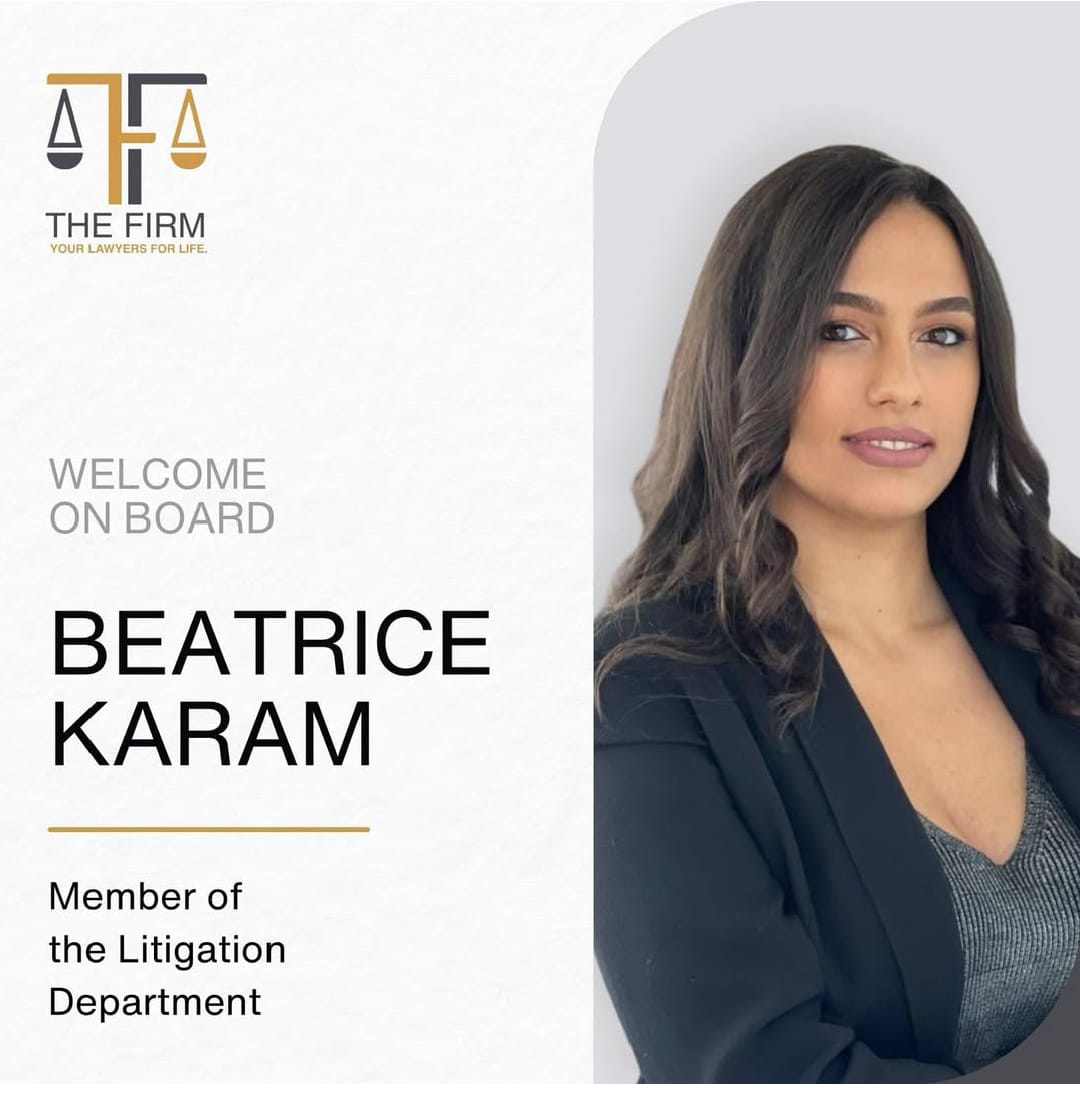 THE FIRM
YOUR LAWYERS FOR LIFE.
WELCOME
ON BOARD
BEATRICE
KARAM
Member of
the Litigation
Department